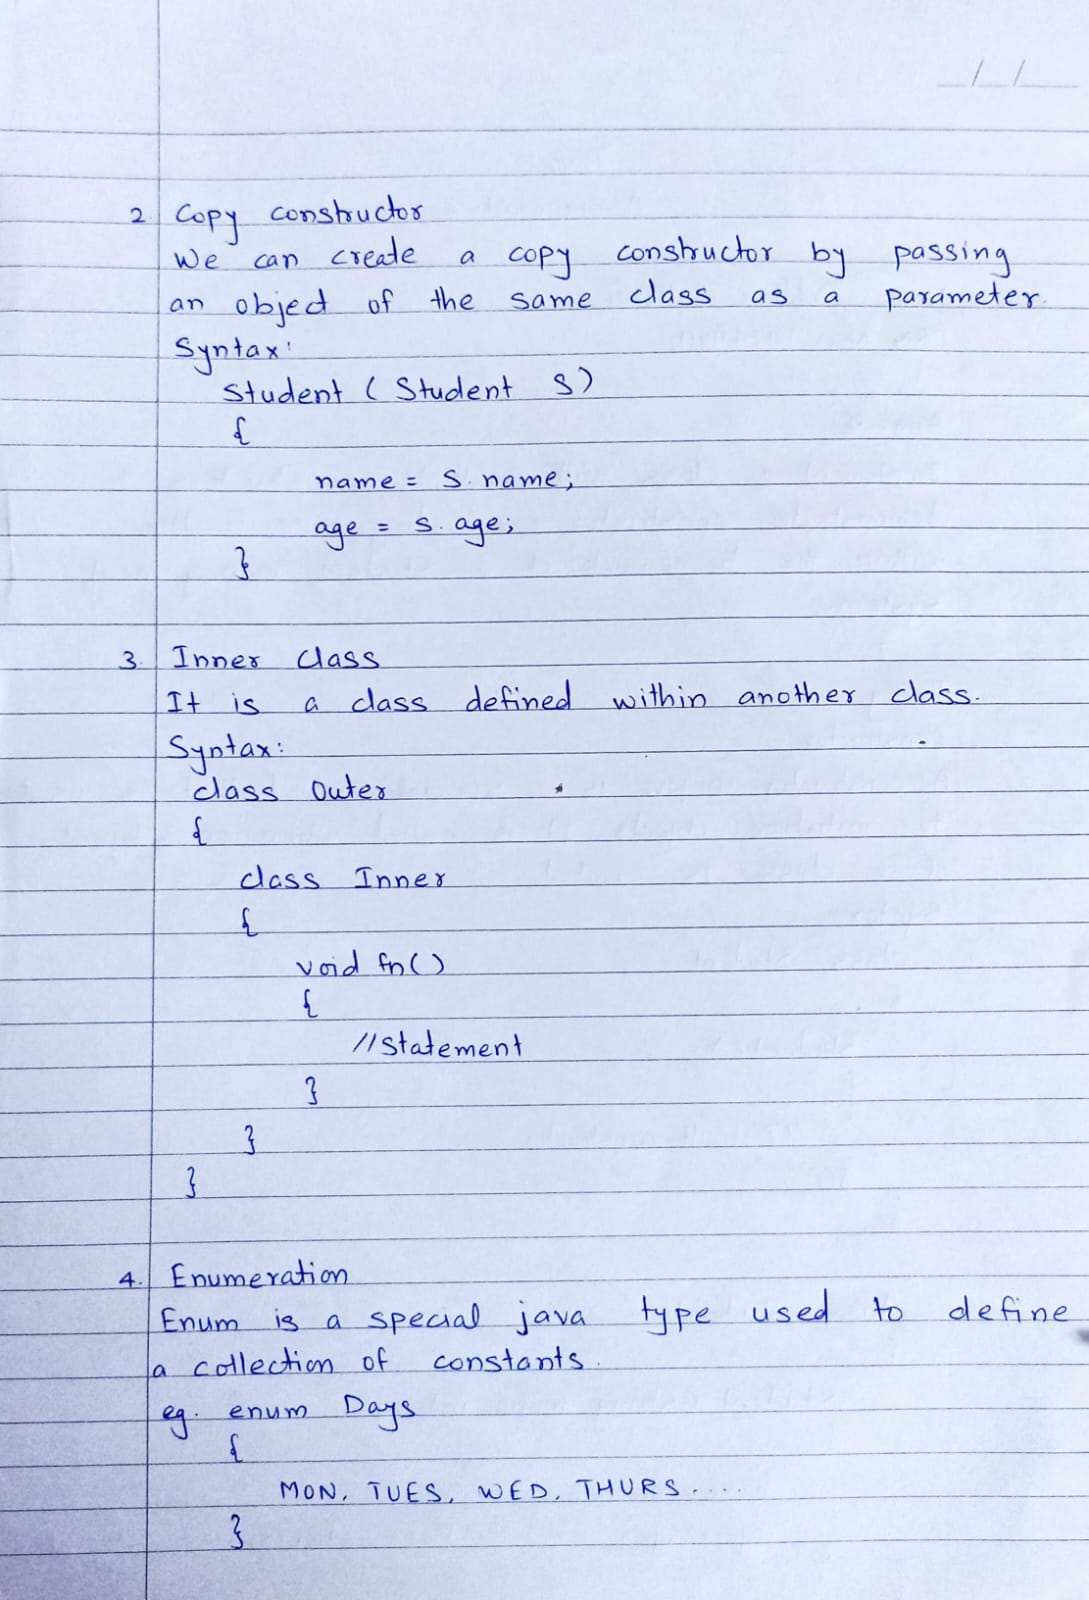 2. Copy constructor
We can create a copy constructor by passing
an object of the same class as a parameter.
Syntax:
Student ( Student S)
{
name = S. name;
age = S. age;
}
3. Inner class
It is a class defined within another class.
Syntax:
class Outer
{
class Inner
{
void fn()
{
//statement
}
}
}
4. Enumeration
Enum is a special java type used to define
a collection of constants.
eg. enum Days
{
MON, TUES, WED, THURS....
}